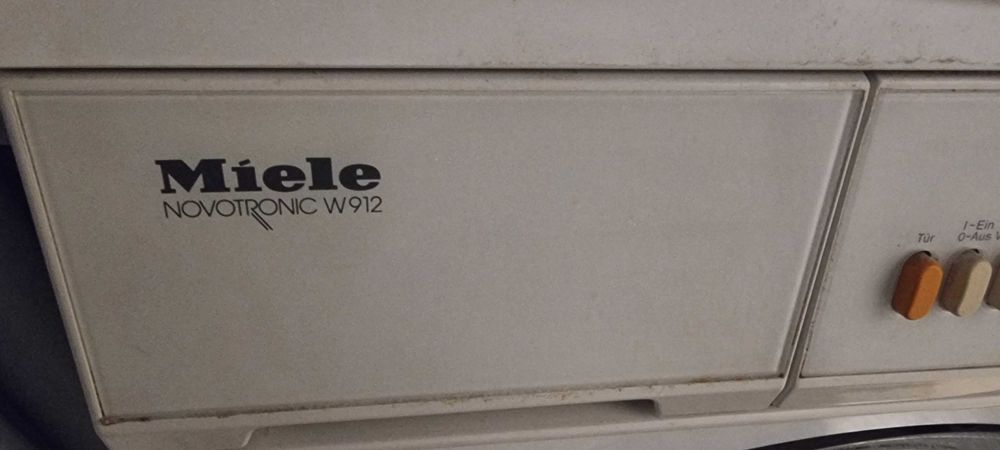 Miele
NOVOTRONIC W912
Tür
I-Ein
0-Aus